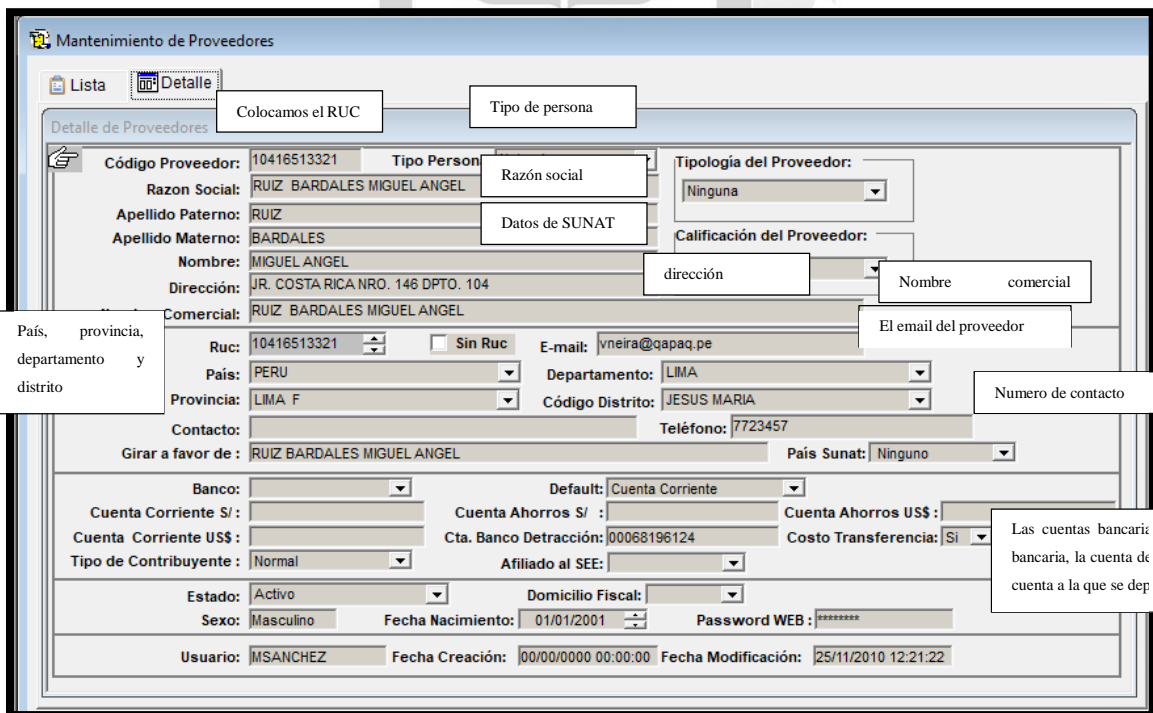 Mantenimiento de Proveedores
Lista Detalle
Colocamos el RUC Tipo de persona
Detalle de Proveedores
Código Proveedor: 10416513321 Tipo Person Tipología del Proveedor:
Razón social
Razon Social: RUIZ BARDALES MIGUEL ANGEL Ninguna
Apellido Paterno: RUIZ
Datos de SUNAT
Apellido Materno: BARDALES Calificación del Proveedor:
Nombre: MIGUEL ANGEL
dirección
Dirección: JR. COSTA RICA NRO. 146 DPTO. 104
Nombre comercial
Comercial: RUIZ BARDALES MIGUEL ANGEL
El email del proveedor
País, provincia,
departamento y
distrito
Ruc: 10416513321 Sin Ruc E-mail: vneira@qapaq.pe
País: PERU Departamento: LIMA
Numero de contacto
Provincia: LIMA F Código Distrito: JESUS MARIA
Contacto: Teléfono: 7723457
Girar a favor de : RUIZ BARDALES MIGUEL ANGEL País Sunat: Ninguno
Banco: Default: Cuenta Corriente
Cuenta Corriente S/ : Cuenta Ahorros S/ : Cuenta Ahorros US$ :
Cuenta Corriente US$ : Cta. Banco Detracción: 00068196124 Costo Transferencia: Si
Las cuentas bancaria
bancaria, la cuenta de
cuenta a la que se dep
Tipo de Contribuyente : Normal Afiliado al SEE:
Estado: Activo Domicilio Fiscal:
Sexo: Masculino Fecha Nacimiento: 01/01/2001 Password WEB : ********
Usuario: MSANCHEZ Fecha Creación: 00/00/0000 00:00:00 Fecha Modificación: 25/11/2010 12:21:22